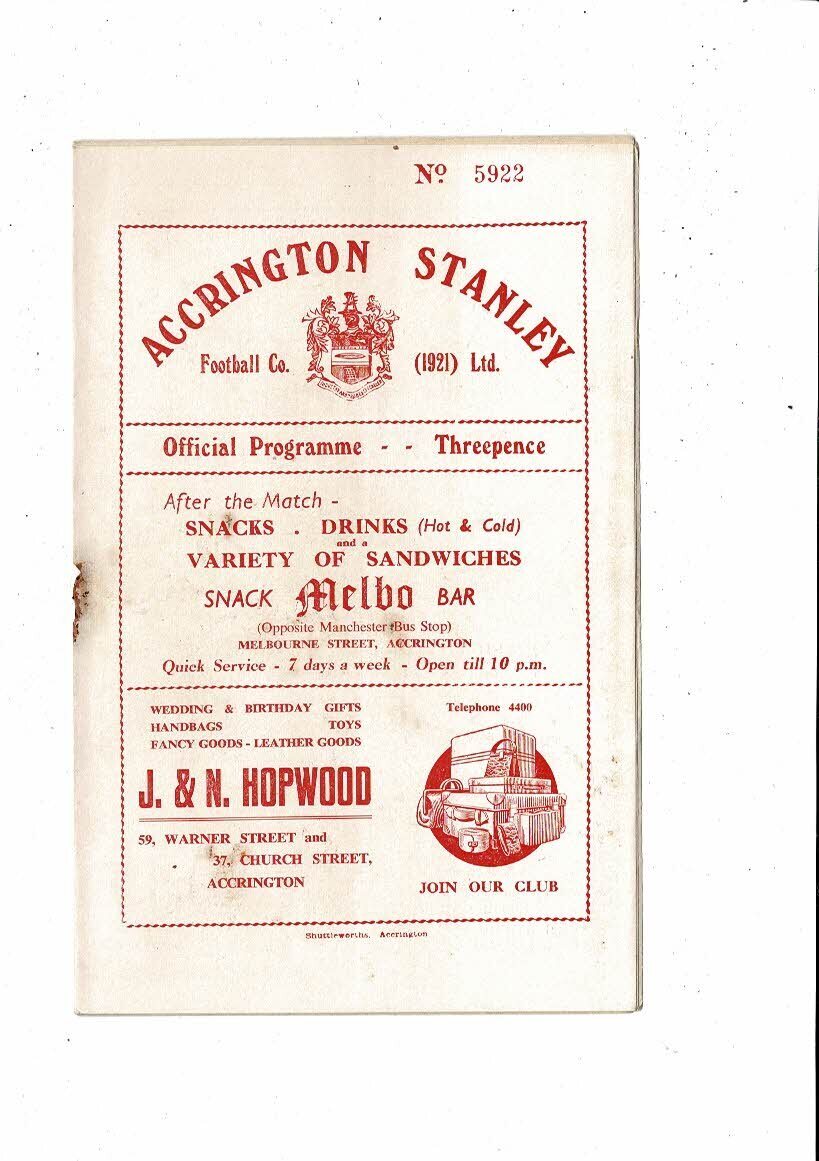 Nº 5922
ACCRINGTON STANLEY
Football Co. (1921) Ltd.
Official Programme - - Threepence
After the Match -
SNACKS . DRINKS (Hot & Cold)
and a
VARIETY OF SANDWICHES
SNACK Melbo BAR
(Opposite Manchester Bus Stop)
MELBOURNE STREET, ACCRINGTON
Quick Service - 7 days a week - Open till 10 p.m.
WEDDING & BIRTHDAY GIFTS
HANDBAGS TOYS
FANCY GOODS - LEATHER GOODS
J. & N. HOPWOOD
59, WARNER STREET and
37, CHURCH STREET,
ACCRINGTON
Telephone 4400
JOIN OUR CLUB
Shuttleworths, Accrington